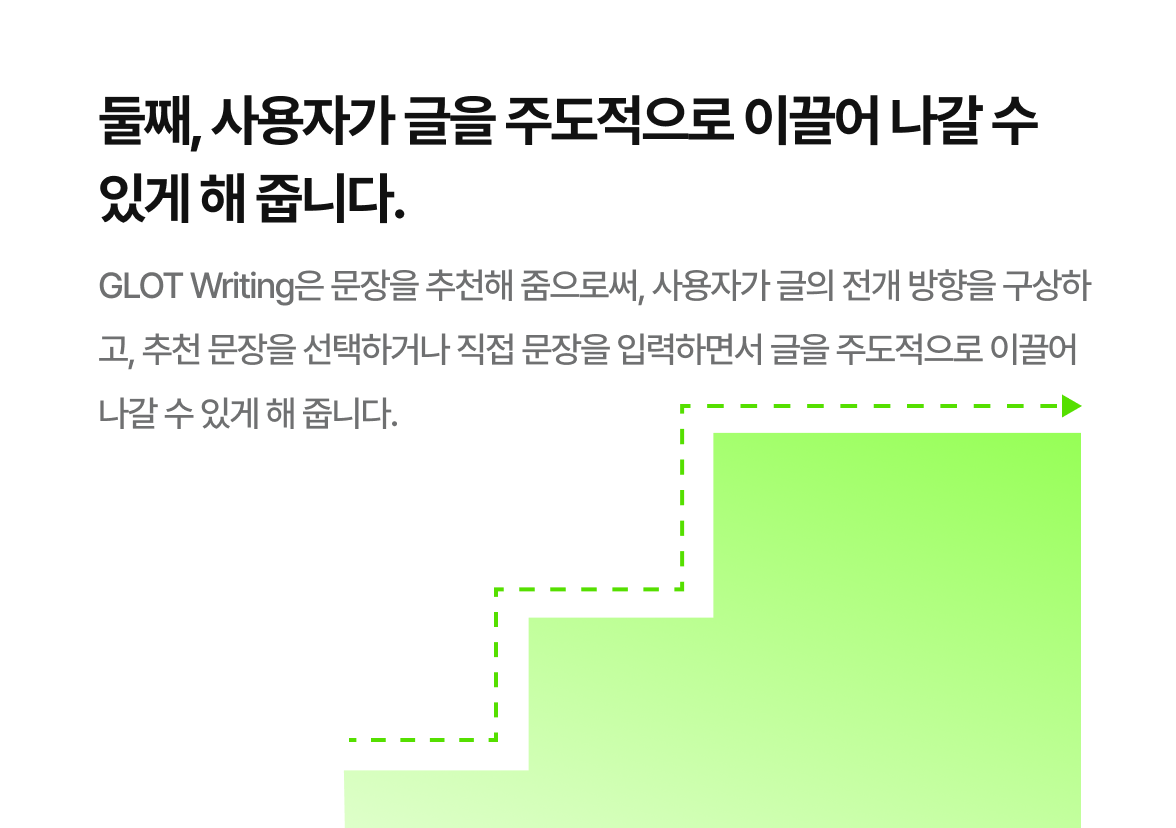 둘째, 사용자가 글을 주도적으로 이끌어 나갈 수
있게 해 줍니다.
GLOT Writing은 문장을 추천해 줌으로써, 사용자가 글의 전개 방향을 구상하
고, 추천 문장을 선택하거나 직접 문장을 입력하면서 글을 주도적으로 이끌어
나갈 수 있게 해 줍니다.